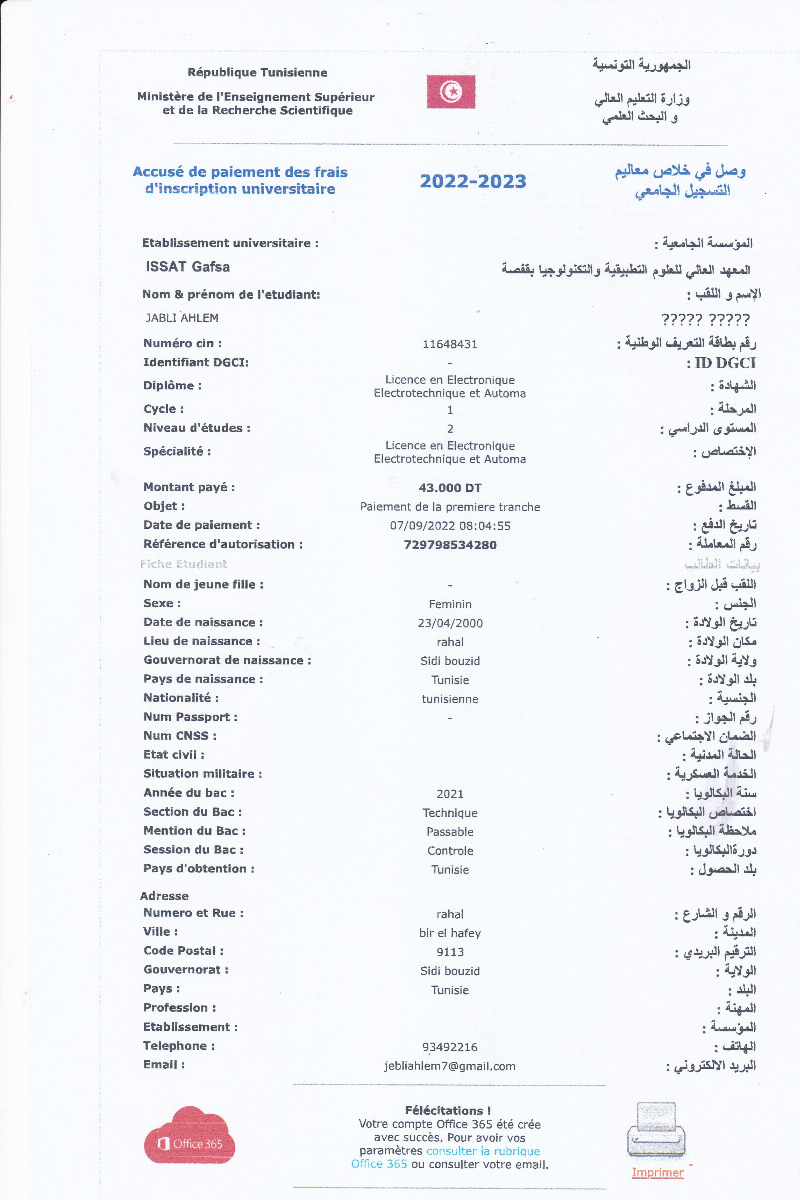 République Tunisienne
Ministère de l'Enseignement Supérieur
et de la Recherche Scientifique
الجمهورية التونسية
وزارة التعليم العالي
و البحث العلمي
Accusé de paiement des frais
d'inscription universitaire
2022-2023
وصل في خلاص معاليم
التسجيل الجامعي
Etablissement universitaire : المؤسسة الجامعية :
ISSAT Gafsa المعهد العالي للعلوم التطبيقية والتكنولوجيا بقفصة
Nom & prénom de l'etudiant: الإسم و اللقب :
JABLI AHLEM ????? ?????
Numéro cin : 11648431 رقم بطاقة التعريف الوطنية :
Identifiant DGCI: - ID DGCI :
Diplôme : Licence en Electronique
Electrotechnique et Automa الشهادة :
Cycle : 1 المرحلة :
Niveau d'études : 2 المستوى الدراسي :
Spécialité : Licence en Electronique
Electrotechnique et Automa الإختصاص :
Montant payé : 43.000 DT المبلغ المدفوع :
Objet : Paiement de la premiere tranche القسط :
Date de paiement : 07/09/2022 08:04:55 تاريخ الدفع :
Référence d'autorisation : 729798534280 رقم المعاملة :
Fiche Etudiant بيانات الطالب
Nom de jeune fille : - اللقب قبل الزواج :
Sexe : Feminin الجنس :
Date de naissance : 23/04/2000 تاريخ الولادة :
Lieu de naissance : rahal مكان الولادة :
Gouvernorat de naissance : Sidi bouzid ولاية الولادة :
Pays de naissance : Tunisie بلد الولادة :
Nationalité : tunisienne الجنسية :
Num Passport : - رقم الجواز :
Num CNSS : الضمان الاجتماعي :
Etat civil : الحالة المدنية :
Situation militaire : الخدمة العسكرية :
Année du bac : 2021 سنة البكالويا :
Section du Bac : Technique اختصاص البكالويا :
Mention du Bac : Passable ملاحظة البكالويا :
Session du Bac : Controle دورةالبكالويا :
Pays d'obtention : Tunisie بلد الحصول :
Adresse
Numero et Rue : rahal الرقم و الشارع :
Ville : bir el hafey المدينة :
Code Postal : 9113 الترقيم البريدي :
Gouvernorat : Sidi bouzid الولاية :
Pays : Tunisie البلد :
Profession : المهنة :
Etablissement : المؤسسة :
Telephone : 93492216 الهاتف :
Email : jebliahlem7@gmail.com البريد الالكتروني :
Office 365
Félécitations !
Votre compte Office 365 été crée
avec succès. Pour avoir vos
paramètres consulter la rubrique
Office 365 ou consulter votre email.
Imprimer